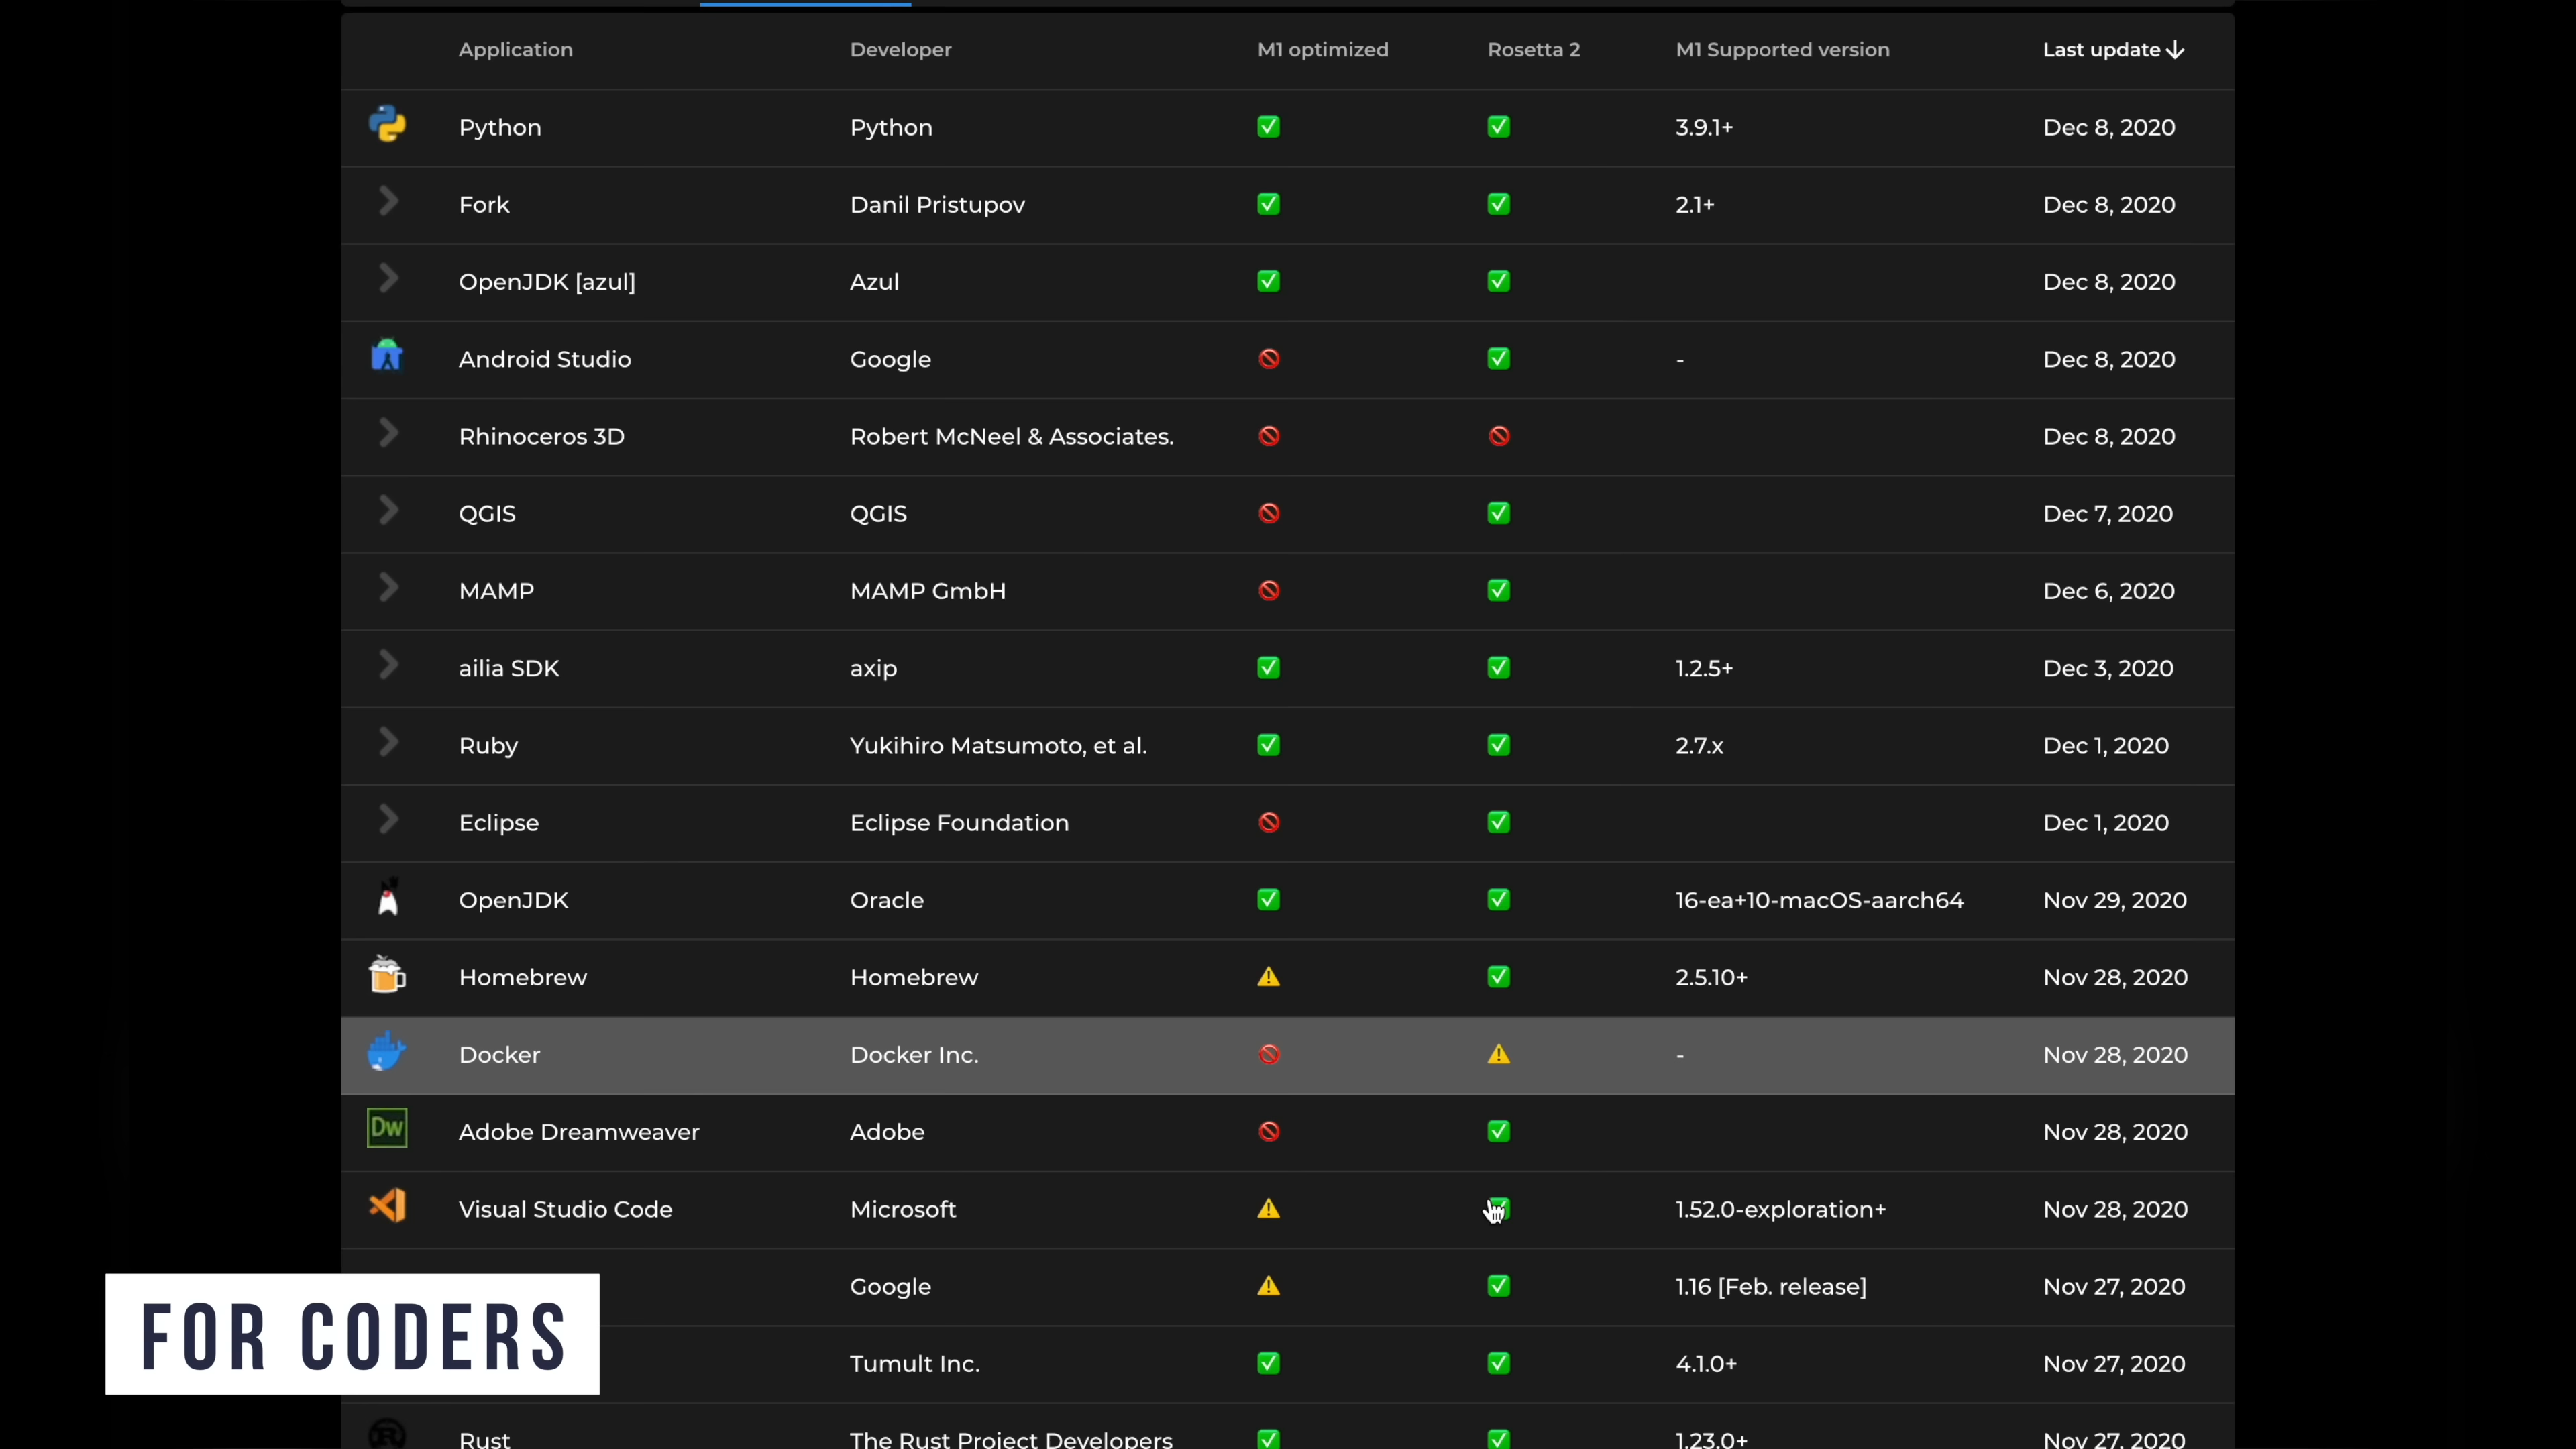 Application Developer M1 optimized Rosetta 2 M1 Supported version Last update
Python Python 3.9.1+ Dec 8, 2020
Fork Danil Pristupov 2.1+ Dec 8, 2020
OpenJDK [azul] Azul Dec 8, 2020
Android Studio Google - Dec 8, 2020
Rhinoceros 3D Robert McNeel & Associates. Dec 8, 2020
QGIS QGIS Dec 7, 2020
MAMP MAMP GmbH Dec 6, 2020
ailia SDK axip 1.2.5+ Dec 3, 2020
Ruby Yukihiro Matsumoto, et al. 2.7.x Dec 1, 2020
Eclipse Eclipse Foundation Dec 1, 2020
OpenJDK Oracle 16-ea+10-macOS-aarch64 Nov 29, 2020
Homebrew Homebrew 2.5.10+ Nov 28, 2020
Docker Docker Inc. - Nov 28, 2020
Dw Adobe Dreamweaver Adobe Nov 28, 2020
Visual Studio Code Microsoft 1.52.0-exploration+ Nov 28, 2020
Google 1.16 [Feb. release] Nov 27, 2020
FOR CODERS
Tumult Inc. 4.1.0+ Nov 27, 2020
Rust The Rust Project Developers 1.23.0+ Nov 27, 2020